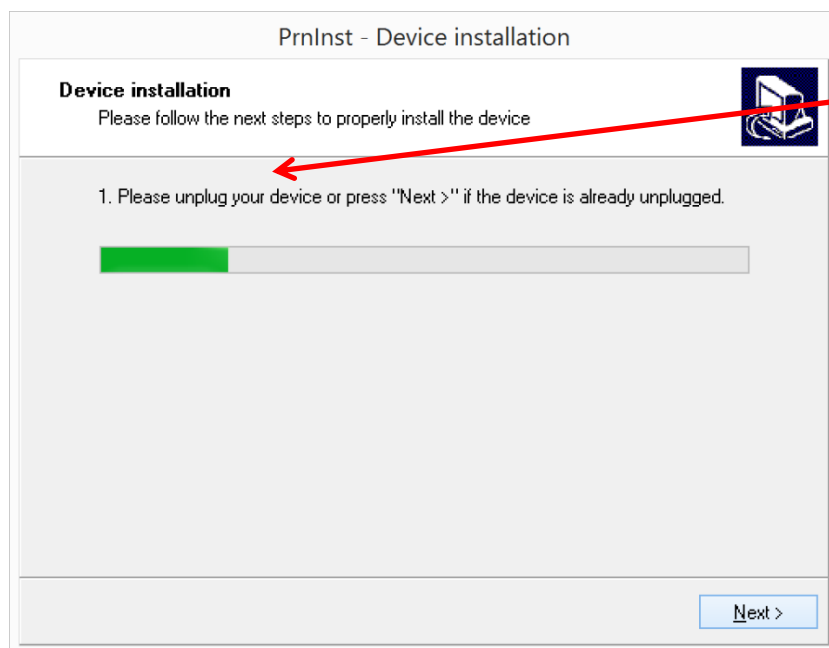 PrnInst - Device installation
Device installation
Please follow the next steps to properly install the device
1. Please unplug your device or press "Next >" if the device is already unplugged.
Next >